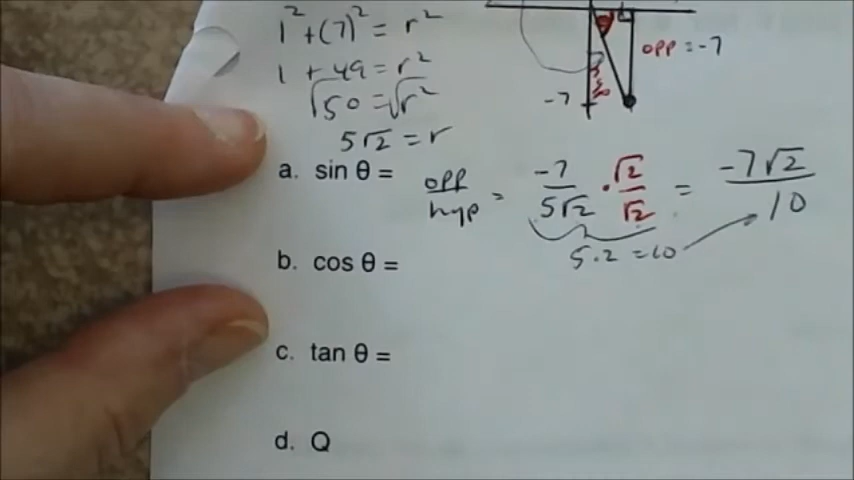 1² + (7)² = r²
1 + 49 = r²
√50 = √r²
5√2 = r
opp = -7
-7
a. sin θ = opp/hyp = -7/5√2 · √2/√2 = -7√2/10
5.2 = 10
b. cos θ =
c. tan θ =
d. Q